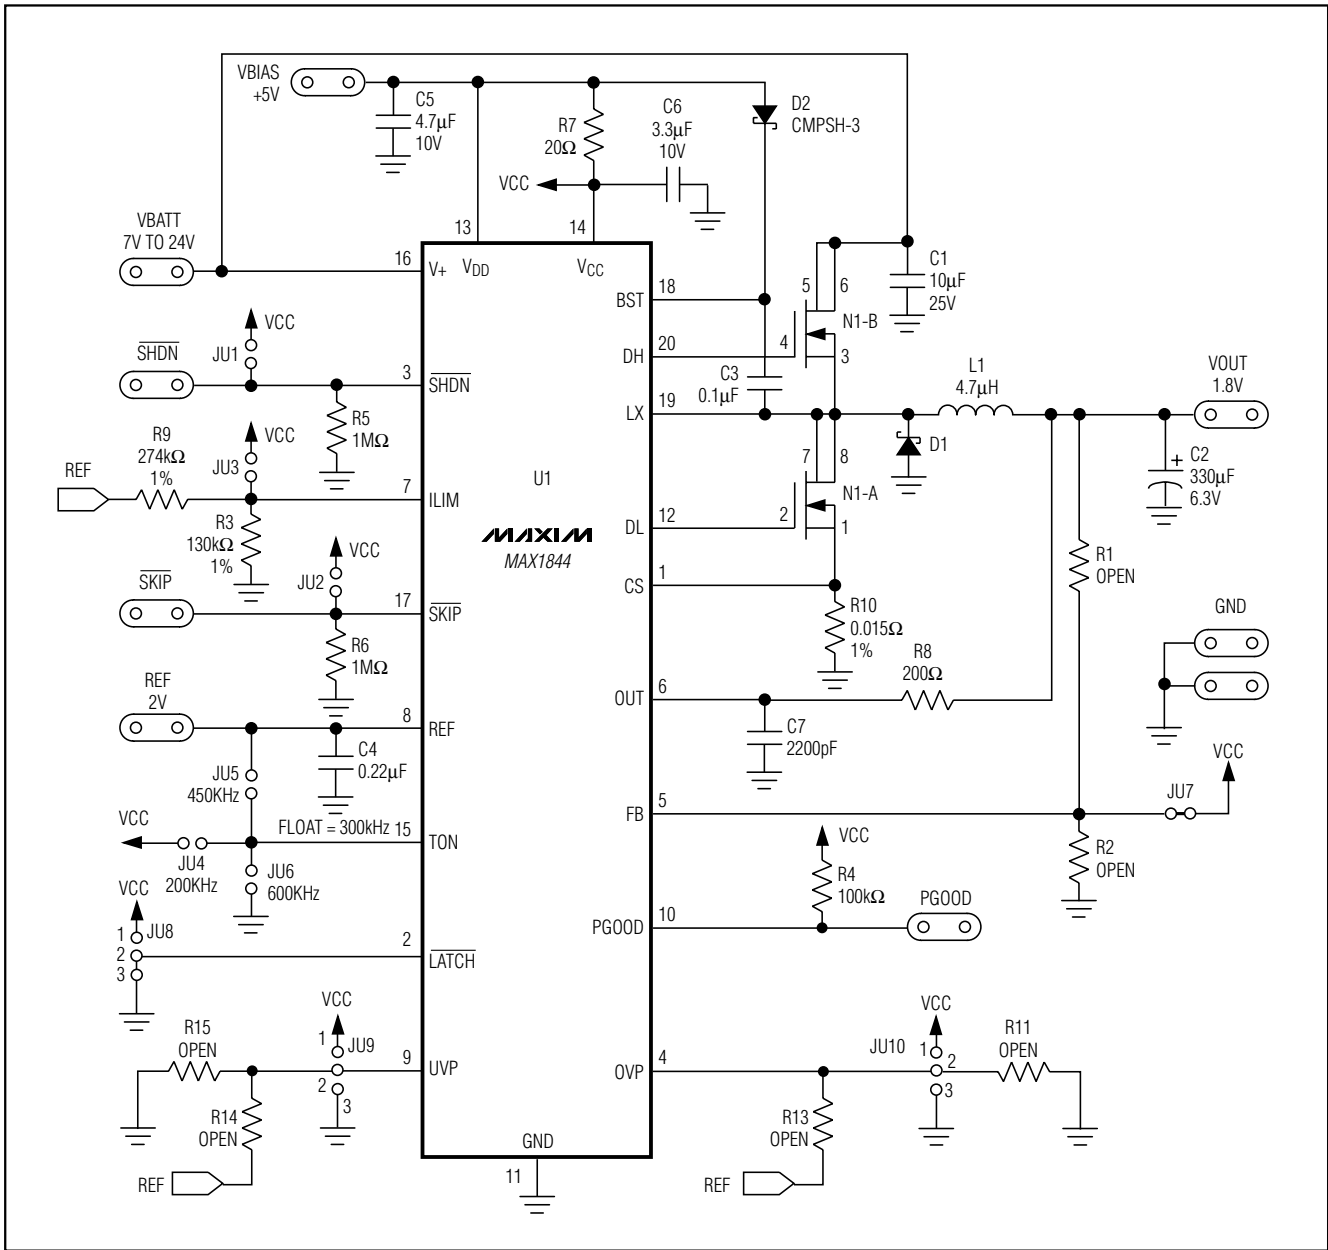 VBIAS
+5V
C5
4.7µF
10V
R7
20Ω
C6
3.3µF
10V
D2
CMPSH-3
VCC
VBATT
7V TO 24V
13
14
16
V+
VDD
VCC
BST
18
5
6
C1
10µF
25V
VCC
JU1
SHDN
3
SHDN
DH
20
4
N1-B
3
R5
1MΩ
C3
0.1µF
LX
19
L1
4.7µH
VOUT
1.8V
R9
274kΩ
1%
REF
VCC
JU3
7
ILIM
U1
7
8
D1
C2
+
330µF
6.3V
R3
130kΩ
1%
MAXIM
MAX1844
DL
12
2
N1-A
1
VCC
JU2
SKIP
17
SKIP
CS
1
R1
OPEN
R10
0.015Ω
1%
GND
R6
1MΩ
R8
200Ω
REF
2V
8
REF
OUT
6
C4
0.22µF
C7
2200pF
JU5
450KHz
VCC
FB
5
JU7
VCC
JU4
200KHz
FLOAT = 300kHz
15
TON
JU6
600KHz
VCC
R4
100kΩ
R2
OPEN
VCC
1
JU8
2
3
2
LATCH
PGOOD
10
PGOOD
VCC
R15
OPEN
1
JU9
2
3
9
UVP
OVP
4
VCC
JU10
1
2
3
R11
OPEN
R14
OPEN
REF
GND
11
R13
OPEN
REF